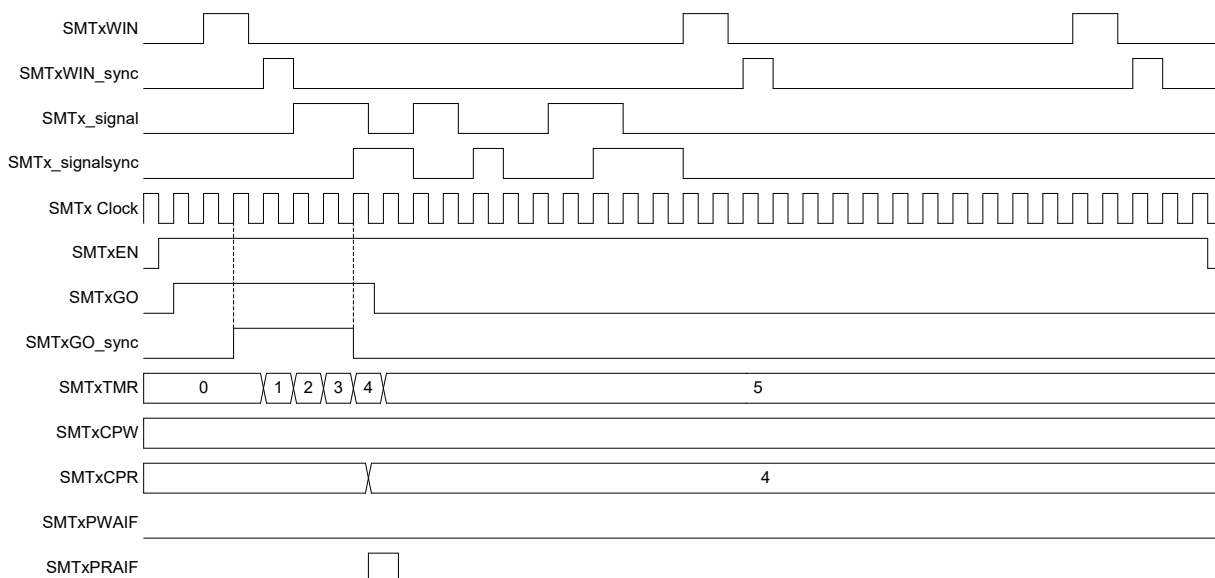 SMTxWIN
SMTxWIN_sync
SMTx_signal
SMTx_signalsync
SMTx Clock
SMTxEN
SMTxGO
SMTxGO_sync
SMTxTMR 0 1 2 3 4 5
SMTxCPW
SMTxCPR 4
SMTxPWAIF
SMTxPRAIF